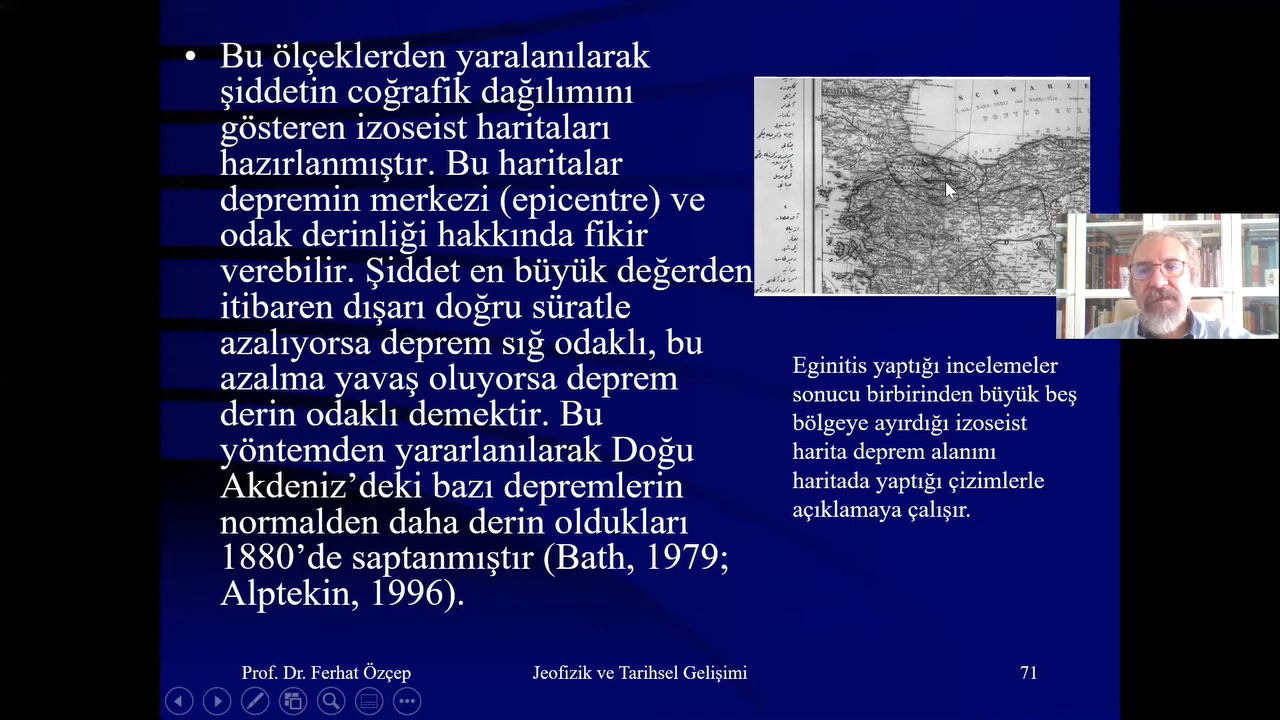 • Bu ölçeklerden yaralanılarak
şiddetin coğrafik dağılımını
gösteren izoseist haritaları
hazırlanmıştır. Bu haritalar
depremin merkezi (epicentre) ve
odak derinliği hakkında fikir
verebilir. Şiddet en büyük değerden
itibaren dışarı doğru süratle
azalıyorsa deprem sığ odaklı, bu
azalma yavaş oluyorsa deprem
derin odaklı demektir. Bu
yöntemden yararlanılarak Doğu
Akdeniz’deki bazı depremlerin
normalden daha derin oldukları
1880’de saptanmıştır (Bath, 1979;
Alptekin, 1996).
S C H W A R Z E
Eginitis yaptığı incelemeler
sonucu birbirinden büyük beş
bölgeye ayırdığı izoseist
harita deprem alanını
haritada yaptığı çizimlerle
açıklamaya çalışır.
Prof. Dr. Ferhat Özçep
Jeofizik ve Tarihsel Gelişimi
71